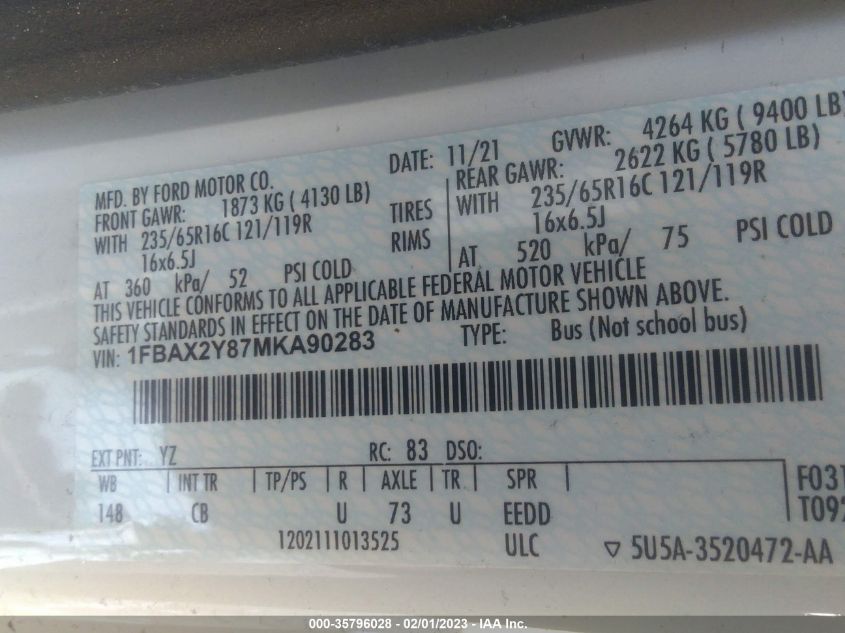 MFD. BY FORD MOTOR CO. DATE: 11/21 GVWR: 4264 KG ( 9400 LB)
FRONT GAWR: 1873 KG ( 4130 LB) REAR GAWR: 2622 KG ( 5780 LB)
WITH 235/65R16C 121/119R TIRES WITH 235/65R16C 121/119R
16x6.5J RIMS 16x6.5J
AT 360 kPa/ 52 PSI COLD AT 520 kPa/ 75 PSI COLD
THIS VEHICLE CONFORMS TO ALL APPLICABLE FEDERAL MOTOR VEHICLE
SAFETY STANDARDS IN EFFECT ON THE DATE OF MANUFACTURE SHOWN ABOVE.
VIN: 1FBAX2Y87MKA90283 TYPE: Bus (Not school bus)
EXT PNT: YZ RC: 83 DSO:
WB INT TR TP/PS R AXLE TR SPR F031
148 CB U 73 U EEDD T092
1202111013525 ULC ▽ 5U5A-3520472-AA
000-35796028 - 02/01/2023 - IAA Inc.